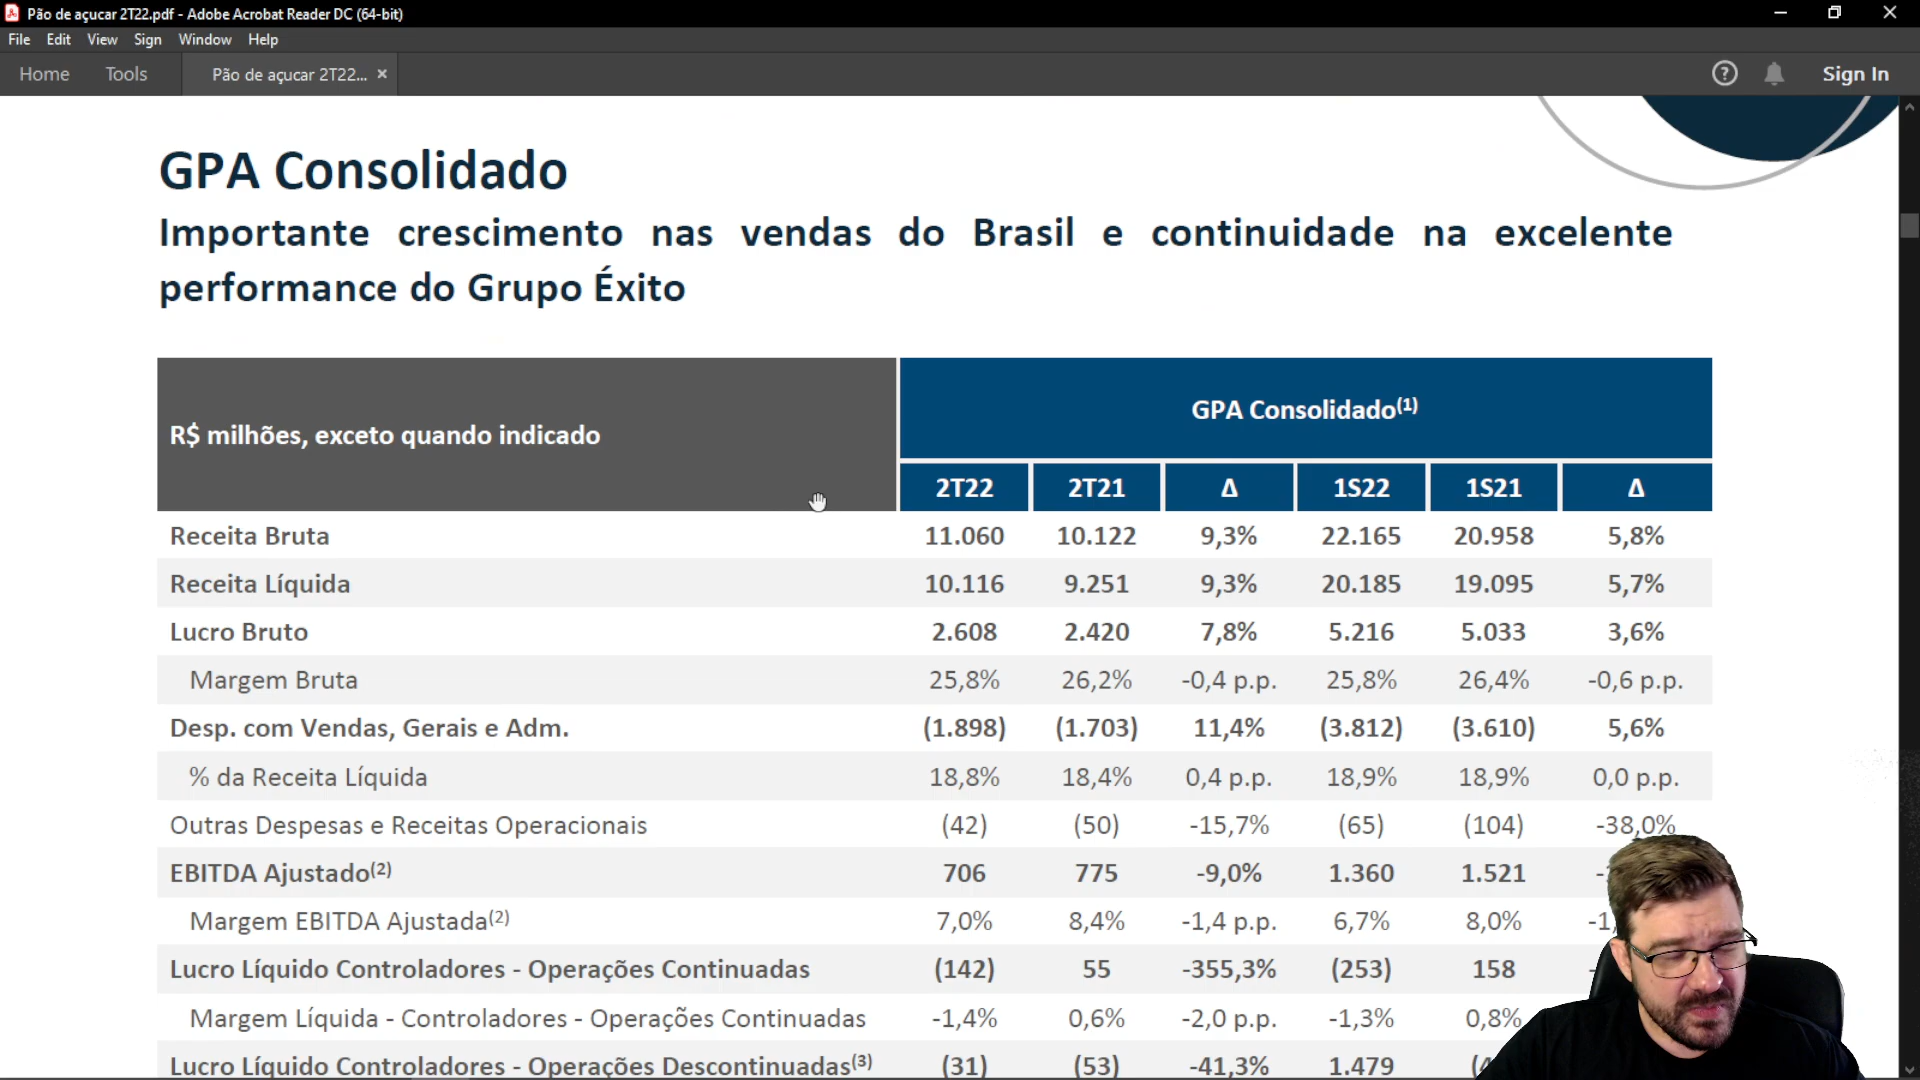 Pão de açucar 2T22.pdf - Adobe Acrobat Reader DC (64-bit)
File Edit View Sign Window Help
Home Tools Pão de açucar 2T22... × Sign In
GPA Consolidado
Importante crescimento nas vendas do Brasil e continuidade na excelente
performance do Grupo Éxito
R$ milhões, exceto quando indicado
GPA Consolidado(1)
2T22 2T21 Δ 1S22 1S21 Δ
Receita Bruta 11.060 10.122 9,3% 22.165 20.958 5,8%
Receita Líquida 10.116 9.251 9,3% 20.185 19.095 5,7%
Lucro Bruto 2.608 2.420 7,8% 5.216 5.033 3,6%
Margem Bruta 25,8% 26,2% -0,4 p.p. 25,8% 26,4% -0,6 p.p.
Desp. com Vendas, Gerais e Adm. (1.898) (1.703) 11,4% (3.812) (3.610) 5,6%
% da Receita Líquida 18,8% 18,4% 0,4 p.p. 18,9% 18,9% 0,0 p.p.
Outras Despesas e Receitas Operacionais (42) (50) -15,7% (65) (104) -38,0%
EBITDA Ajustado(2) 706 775 -9,0% 1.360 1.521
Margem EBITDA Ajustada(2) 7,0% 8,4% -1,4 p.p. 6,7% 8,0%
Lucro Líquido Controladores - Operações Continuadas (142) 55 -355,3% (253) 158
Margem Líquida - Controladores - Operações Continuadas -1,4% 0,6% -2,0 p.p. -1,3% 0,8%
Lucro Líquido Controladores - Operações Descontinuadas(3) (31) (53) -41,3% 1.479